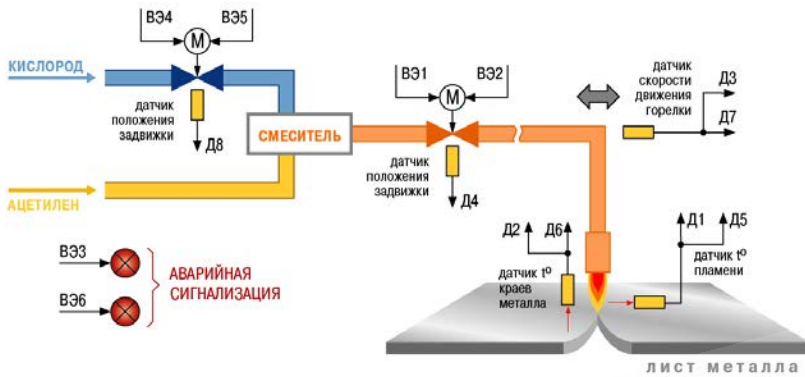 ВЭ4 ВЭ5
М
КИСЛОРОД
датчик
положения
задвижки
Д8
СМЕСИТЕЛЬ
АЦЕТИЛЕН
ВЭ1 ВЭ2
М
датчик
положения
задвижки
Д4
датчик
скорости
движения
горелки
Д3
Д7
ВЭ3
ВЭ6
АВАРИЙНАЯ
СИГНАЛИЗАЦИЯ
Д2 Д6
датчик tº
краев
металла
Д1 Д5
датчик tº
пламени
лист металла